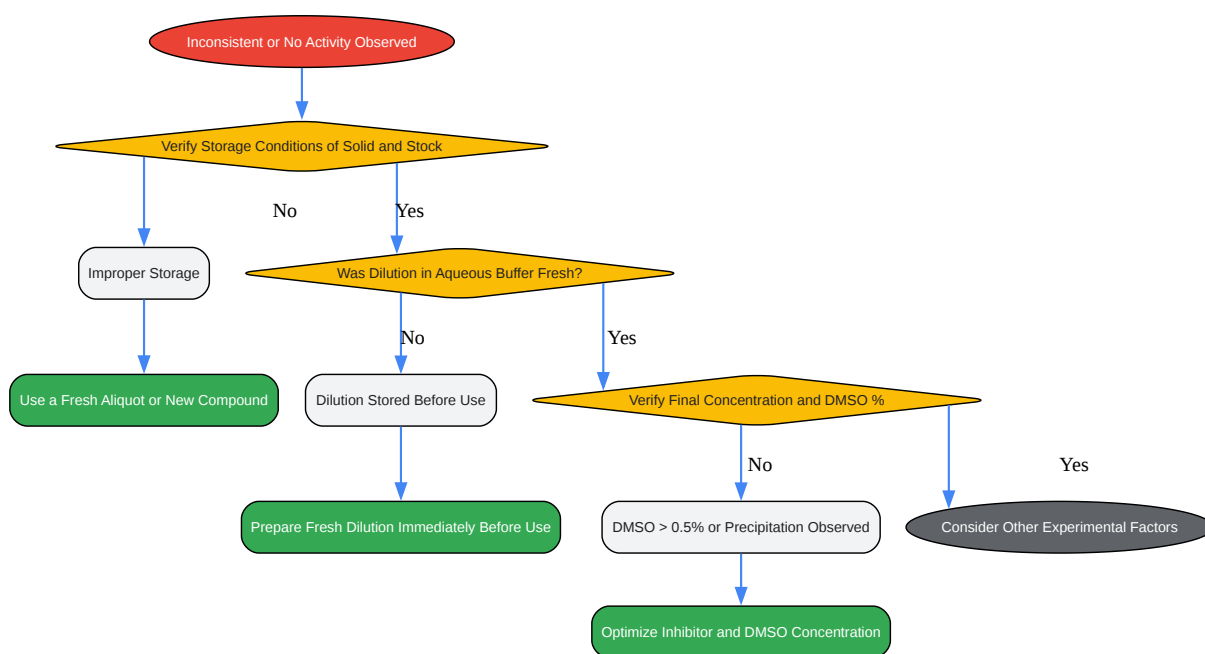 Inconsistent or No Activity Observed
Verify Storage Conditions of Solid and Stock
No
Yes
Improper Storage
Was Dilution in Aqueous Buffer Fresh?
No
Yes
Use a Fresh Aliquot or New Compound
Dilution Stored Before Use
Verify Final Concentration and DMSO %
No
Yes
Prepare Fresh Dilution Immediately Before Use
DMSO > 0.5% or Precipitation Observed
Consider Other Experimental Factors
Optimize Inhibitor and DMSO Concentration